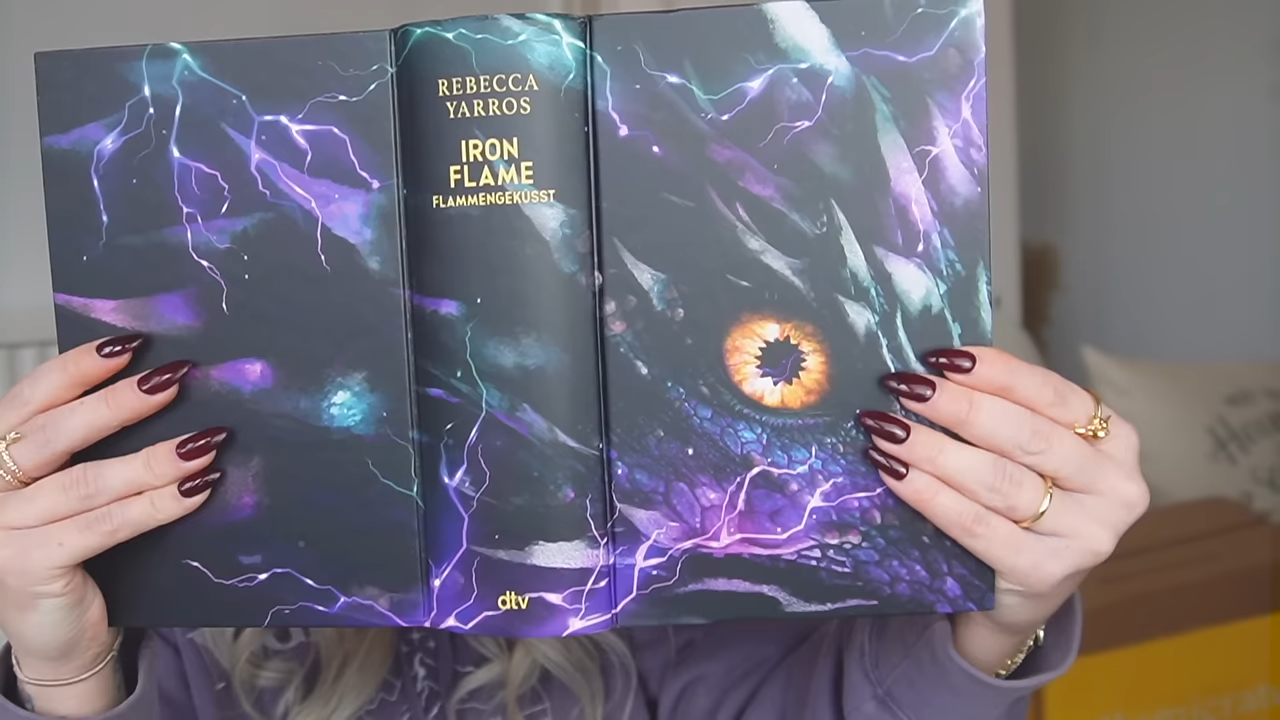 REBECCA
YARROS
IRON
FLAME
FLAMMENGEKÜSST
dtv